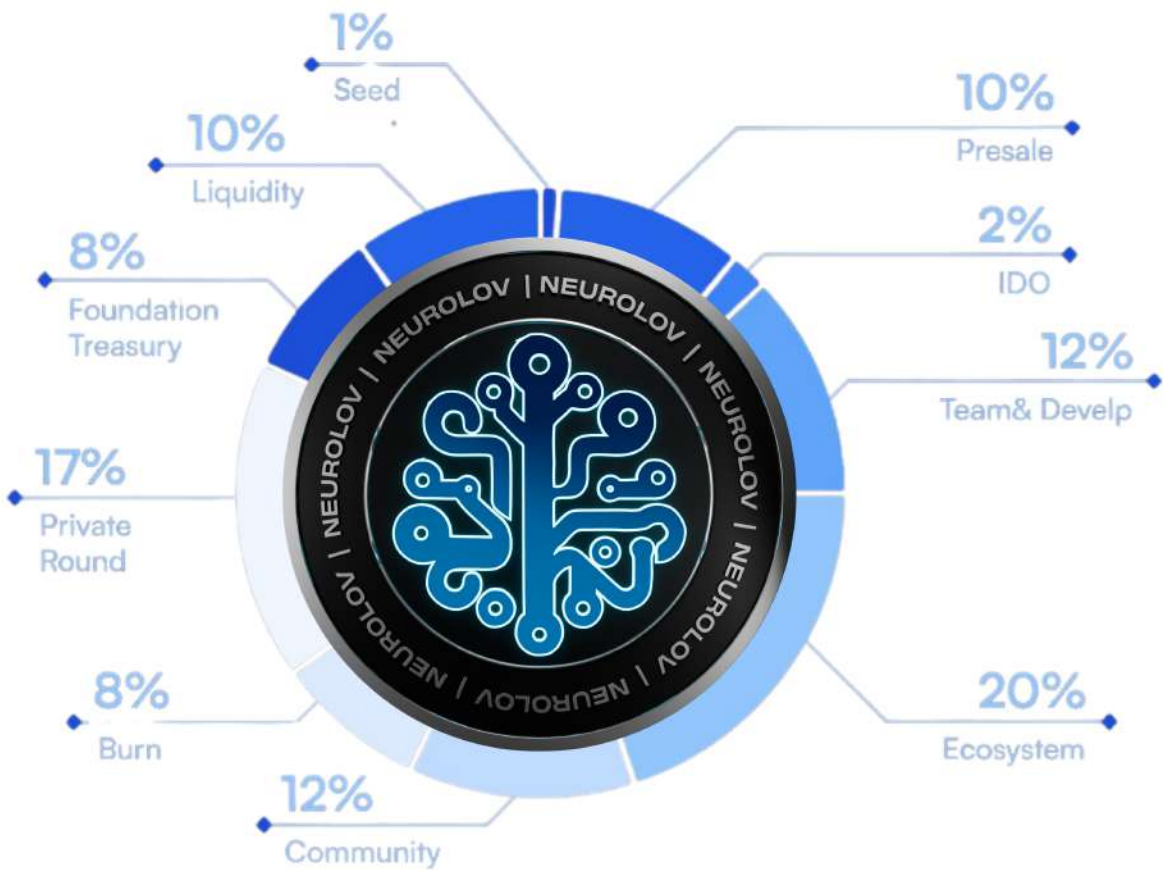 1%
Seed
10%
Presale
10%
Liquidity
2%
IDO
8%
Foundation
Treasury
12%
Team& Develp
17%
Private
Round
20%
Ecosystem
8%
Burn
12%
Community
NEUROLOV | NEUROLOV | NEUROLOV | NEUROLOV | NEUROLOV | NEUROLOV | NEUROLOV | NEUROLOV |